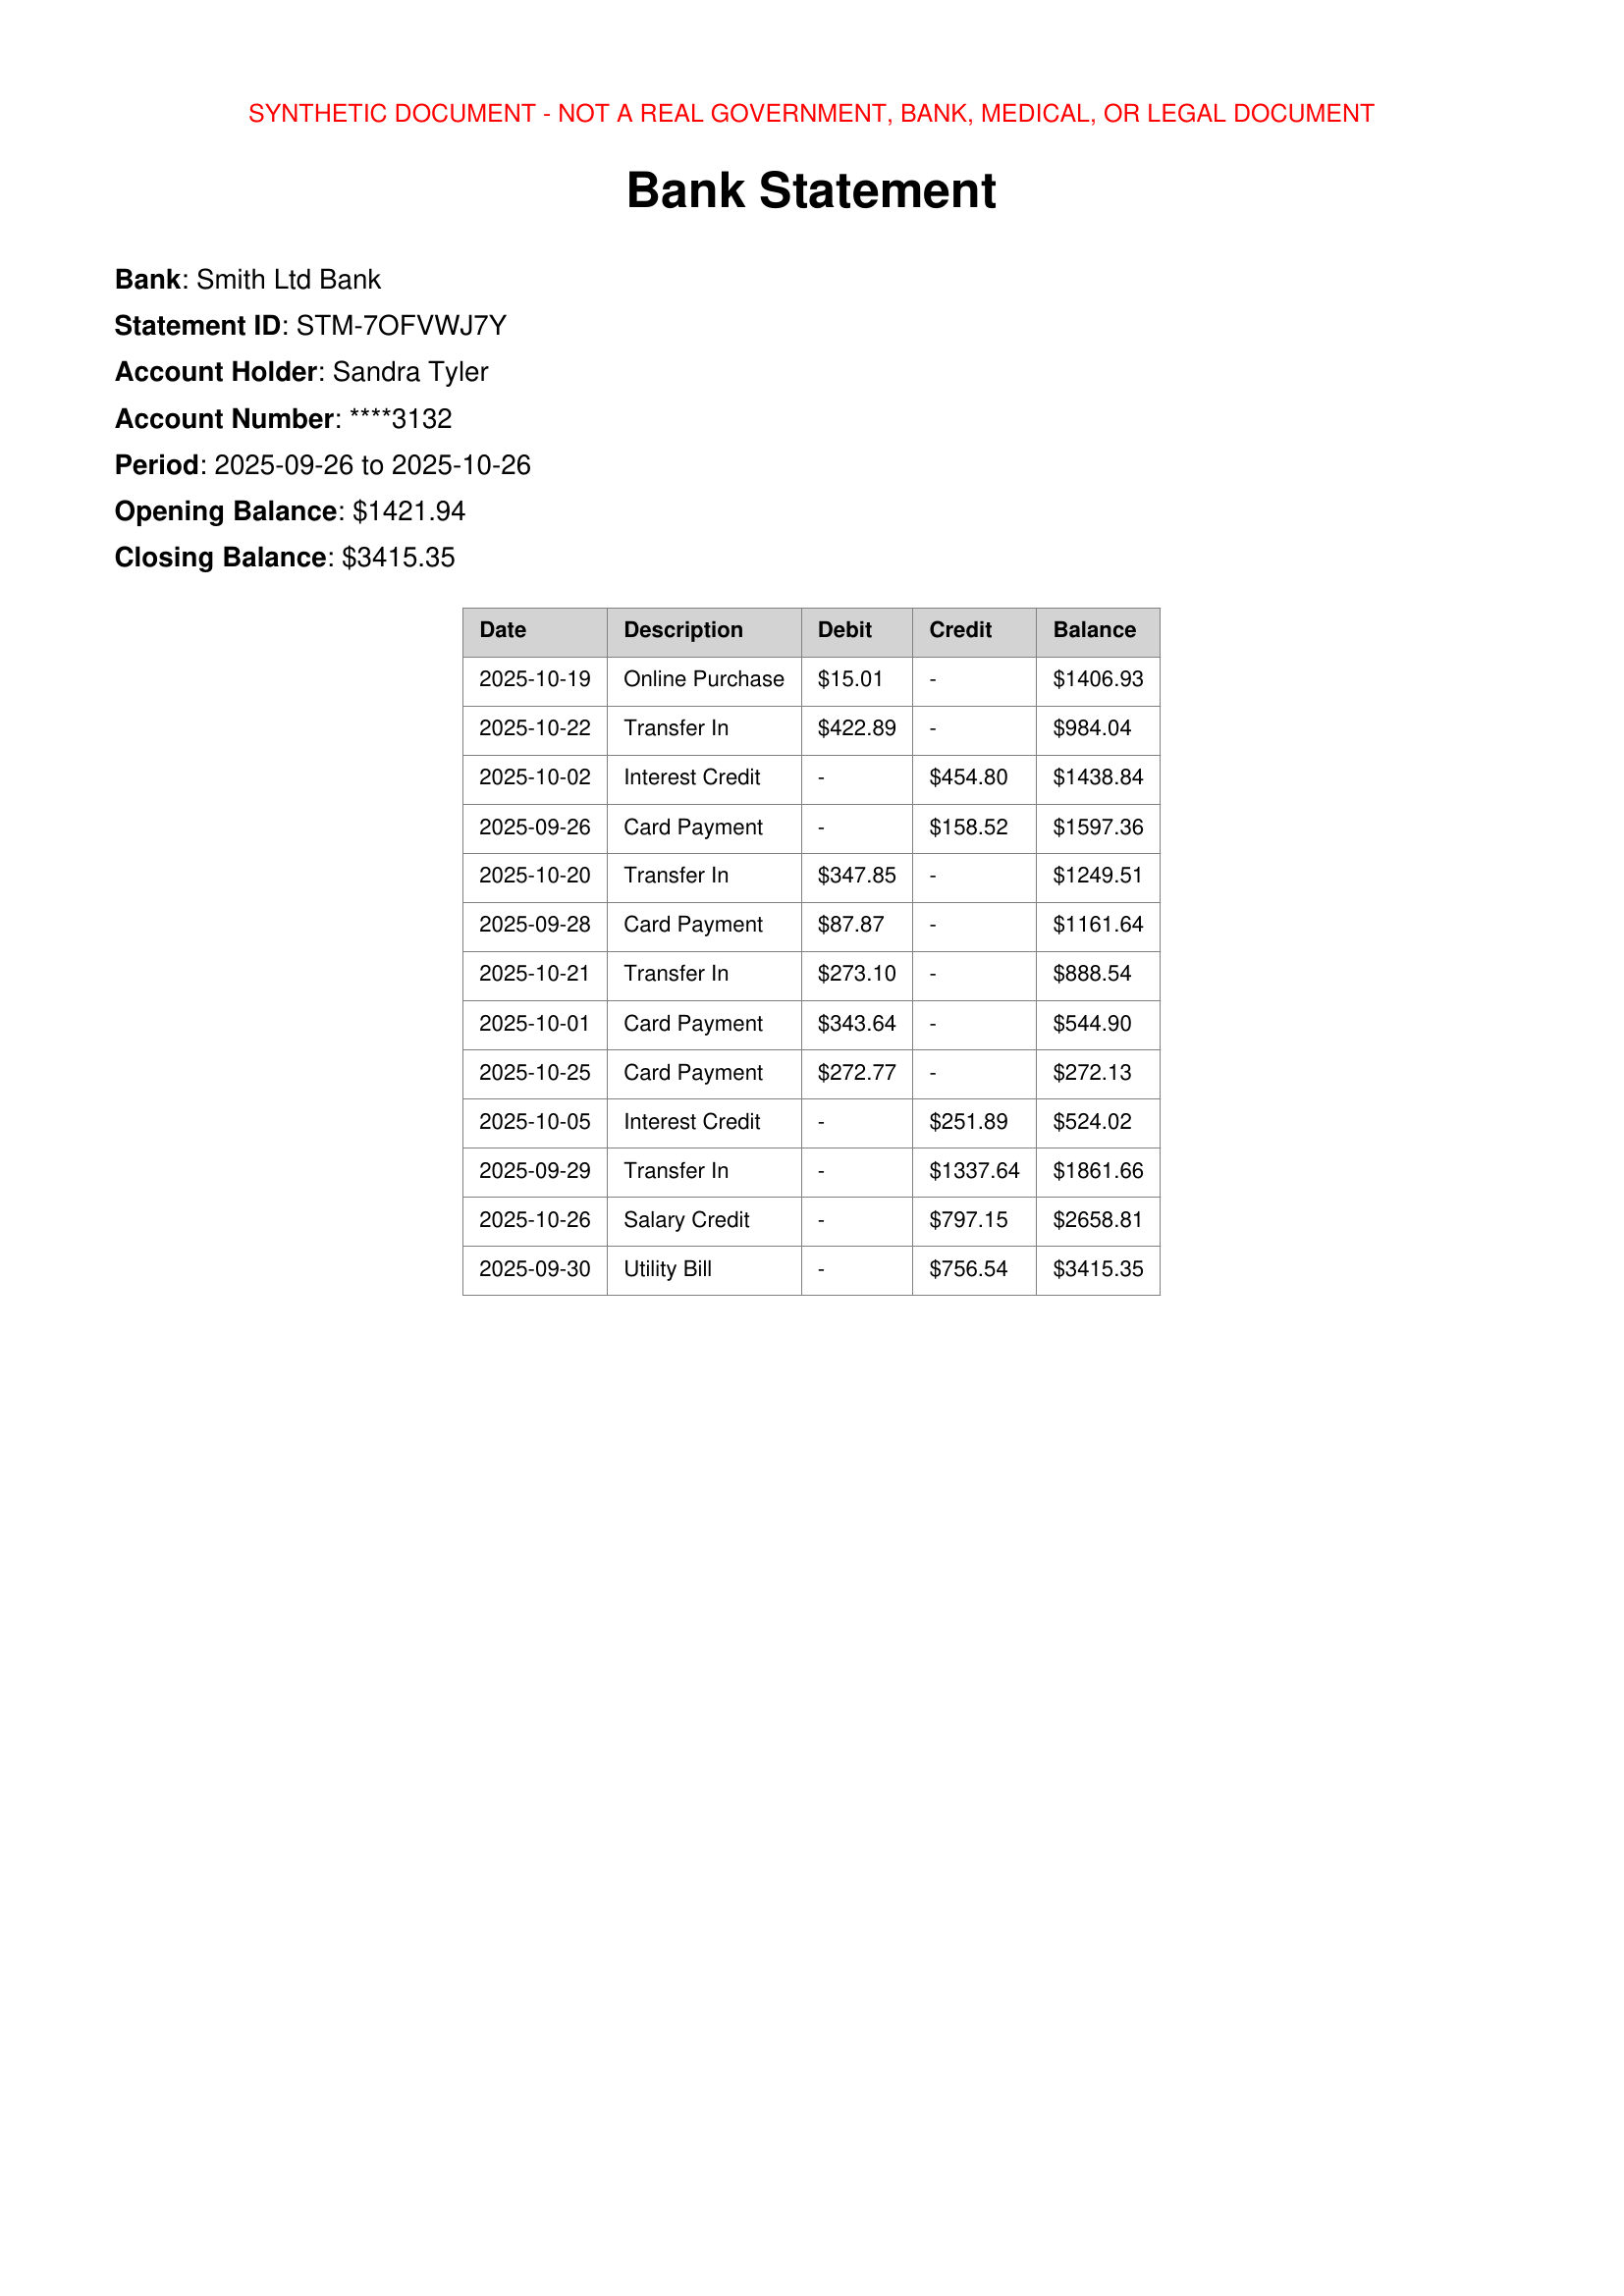 SYNTHETIC DOCUMENT - NOT A REAL GOVERNMENT, BANK, MEDICAL, OR LEGAL DOCUMENT
Bank Statement
Bank: Smith Ltd Bank
Statement ID: STM-7OFVWJ7Y
Account Holder: Sandra Tyler
Account Number: ****3132
Period: 2025-09-26 to 2025-10-26
Opening Balance: $1421.94
Closing Balance: $3415.35
Date Description Debit Credit Balance
2025-10-19 Online Purchase $15.01 - $1406.93
2025-10-22 Transfer In $422.89 - $984.04
2025-10-02 Interest Credit - $454.80 $1438.84
2025-09-26 Card Payment - $158.52 $1597.36
2025-10-20 Transfer In $347.85 - $1249.51
2025-09-28 Card Payment $87.87 - $1161.64
2025-10-21 Transfer In $273.10 - $888.54
2025-10-01 Card Payment $343.64 - $544.90
2025-10-25 Card Payment $272.77 - $272.13
2025-10-05 Interest Credit - $251.89 $524.02
2025-09-29 Transfer In - $1337.64 $1861.66
2025-10-26 Salary Credit - $797.15 $2658.81
2025-09-30 Utility Bill - $756.54 $3415.35